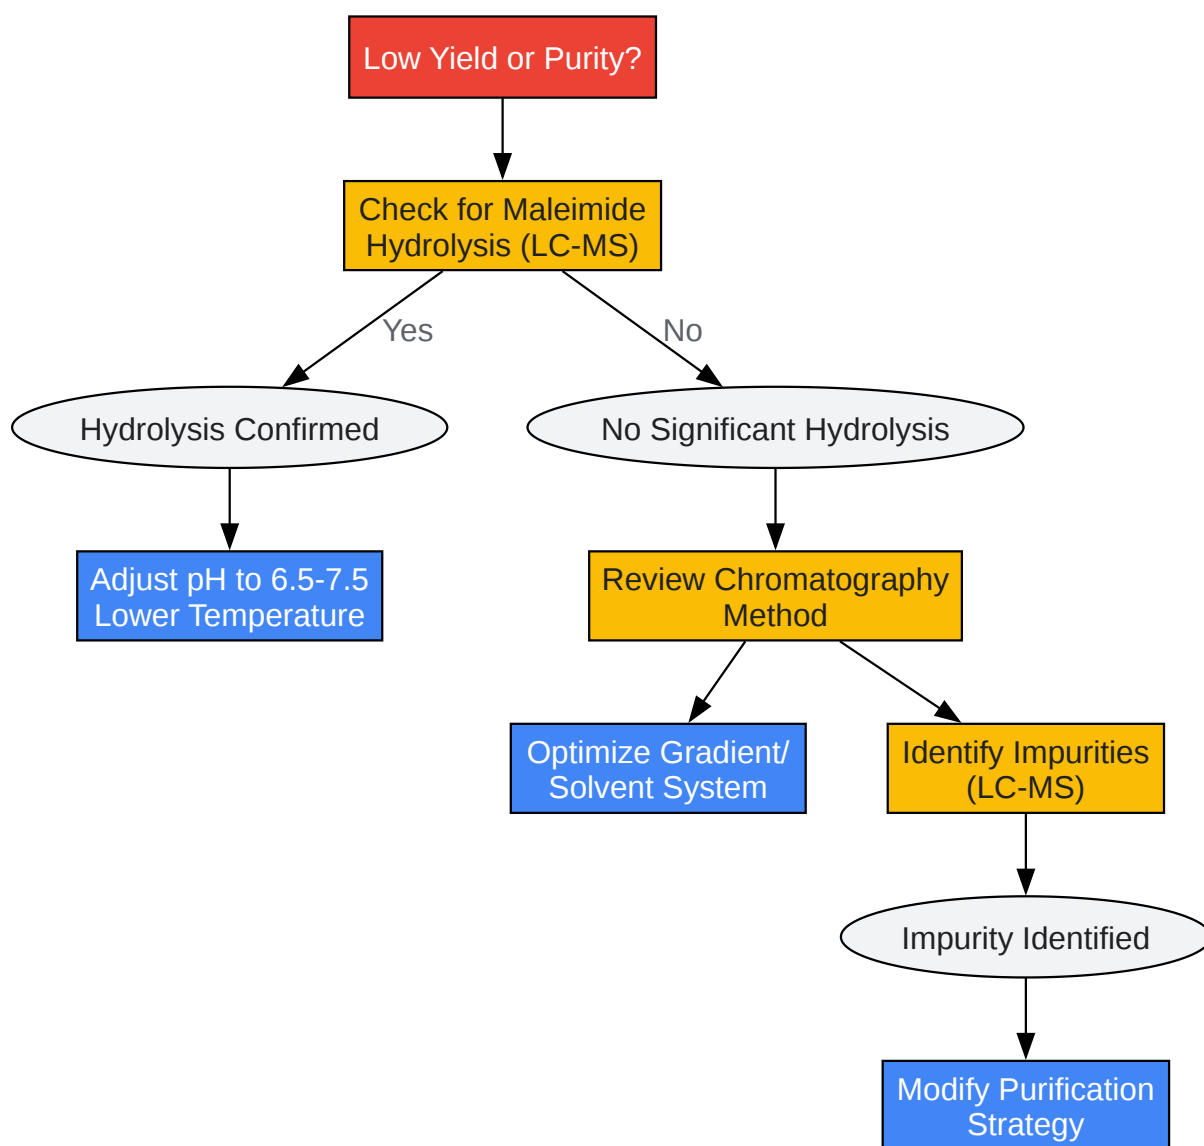 Low Yield or Purity?
Check for Maleimide
Hydrolysis (LC-MS)
Yes
No
Hydrolysis Confirmed
No Significant Hydrolysis
Adjust pH to 6.5-7.5
Lower Temperature
Review Chromatography
Method
Optimize Gradient/
Solvent System
Identify Impurities
(LC-MS)
Impurity Identified
Modify Purification
Strategy